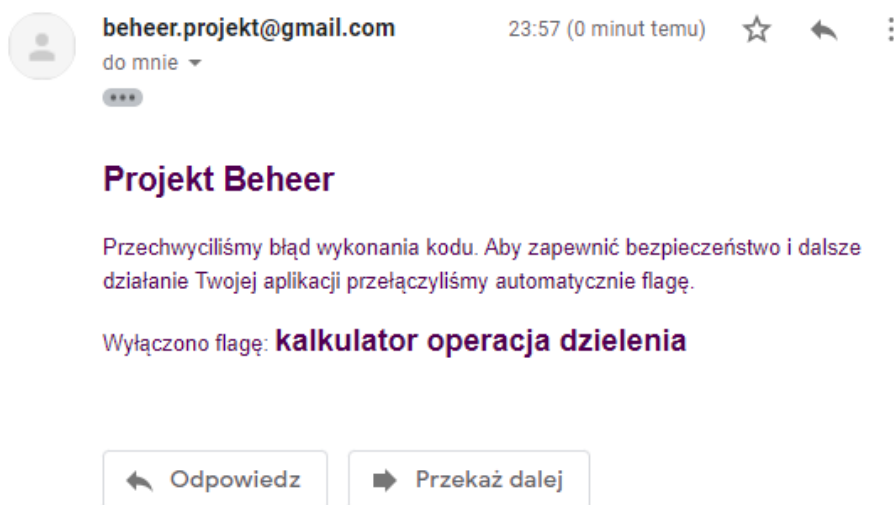 beheer.projekt@gmail.com 23:57 (0 minut temu)
do mnie
Projekt Beheer
Przechwyciliśmy błąd wykonania kodu. Aby zapewnić bezpieczeństwo i dalsze
działanie Twojej aplikacji przełączyliśmy automatycznie flagę.
Wyłączono flagę: kalkulator operacja dzielenia
Odpowiedz Przekaż dalej